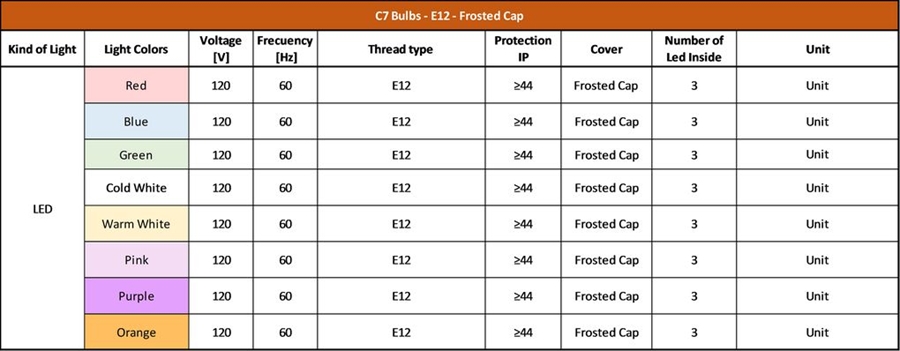 C7 Bulbs - E12 - Frosted Cap
Kind of Light Light Colors Voltage [V] Frecuency [Hz] Thread type Protection IP Cover Number of Led Inside Unit
LED
Red 120 60 E12 ≥44 Frosted Cap 3 Unit
Blue 120 60 E12 ≥44 Frosted Cap 3 Unit
Green 120 60 E12 ≥44 Frosted Cap 3 Unit
Cold White 120 60 E12 ≥44 Frosted Cap 3 Unit
Warm White 120 60 E12 ≥44 Frosted Cap 3 Unit
Pink 120 60 E12 ≥44 Frosted Cap 3 Unit
Purple 120 60 E12 ≥44 Frosted Cap 3 Unit
Orange 120 60 E12 ≥44 Frosted Cap 3 Unit